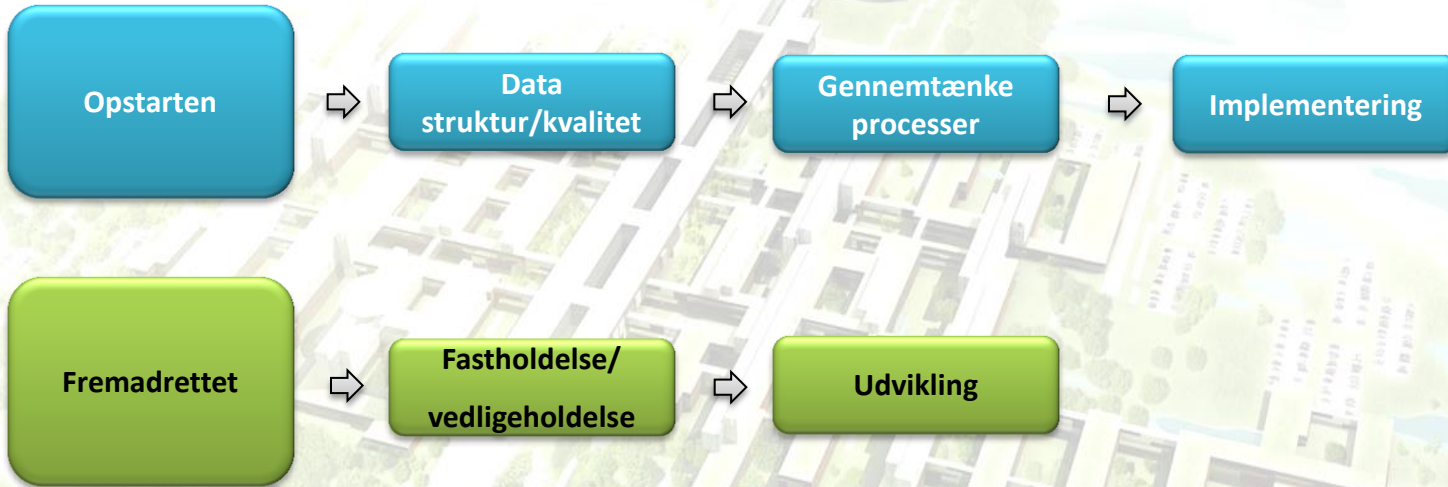 Opstarten
Data
struktur/kvalitet
Gennemtænke
processer
Implementering
Fremadrettet
Fastholdelse/
vedligeholdelse
Udvikling